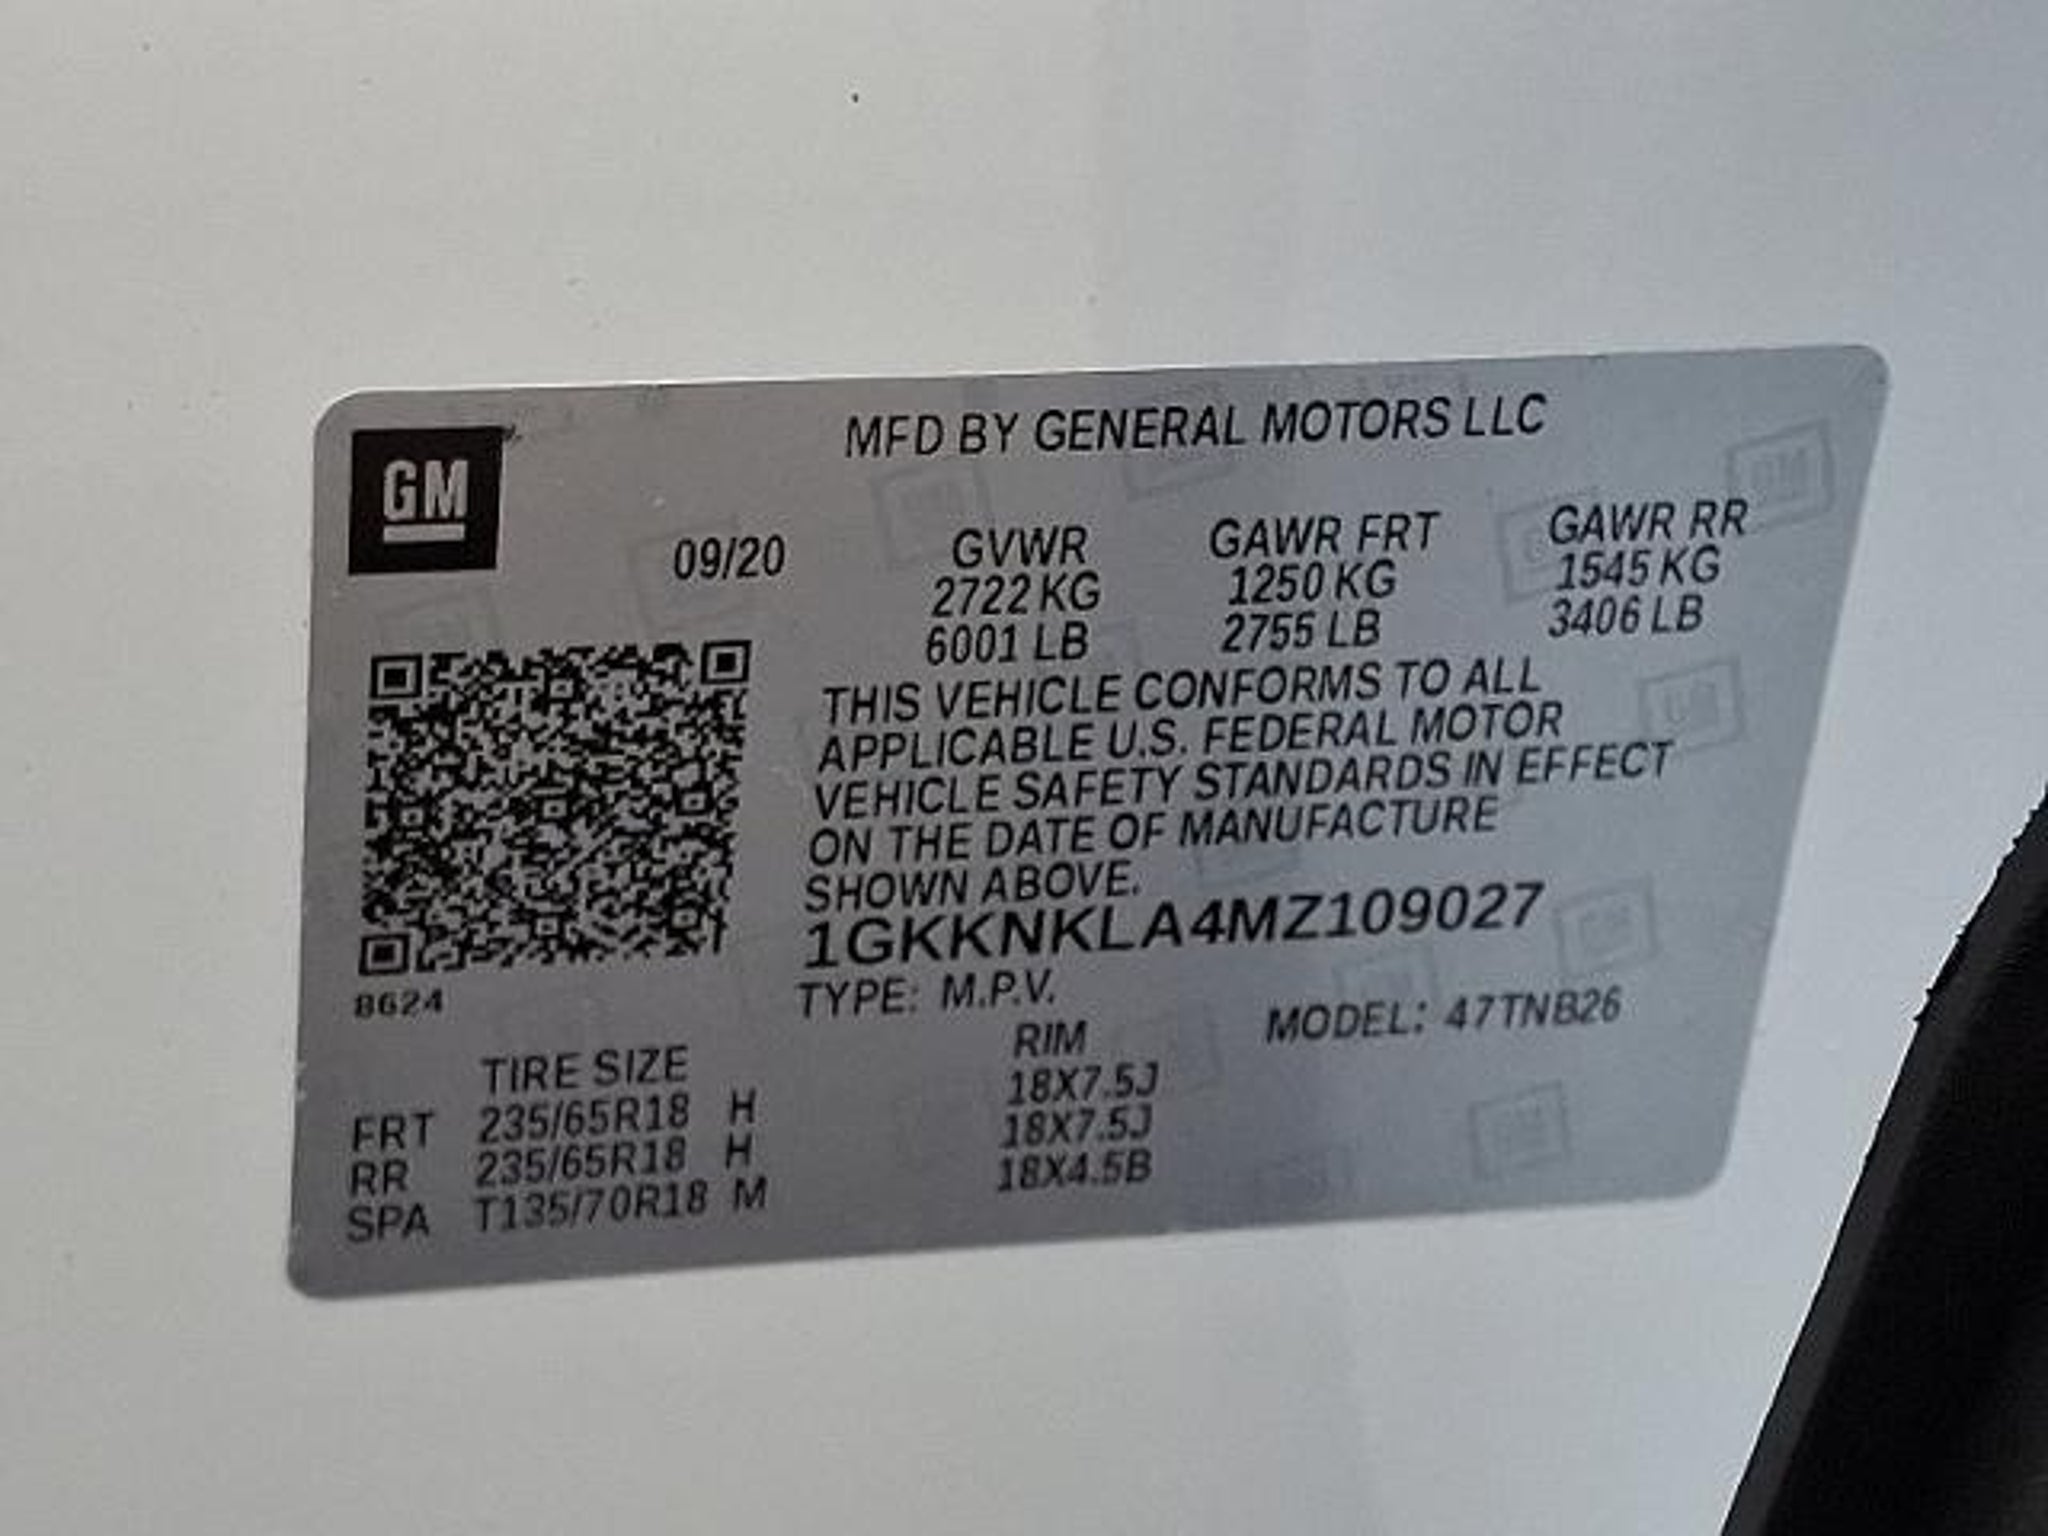 GM
MFD BY GENERAL MOTORS LLC
09/20 GVWR GAWR FRT GAWR RR
2722 KG 1250 KG 1545 KG
6001 LB 2755 LB 3406 LB
THIS VEHICLE CONFORMS TO ALL
APPLICABLE U.S. FEDERAL MOTOR
VEHICLE SAFETY STANDARDS IN EFFECT
ON THE DATE OF MANUFACTURE
SHOWN ABOVE.
1GKKNKLA4MZ109027
8624
TYPE: M.P.V. MODEL: 47TNB26
TIRE SIZE RIM
FRT 235/65R18 H 18X7.5J
RR 235/65R18 H 18X7.5J
SPA T135/70R18 M 18X4.5B